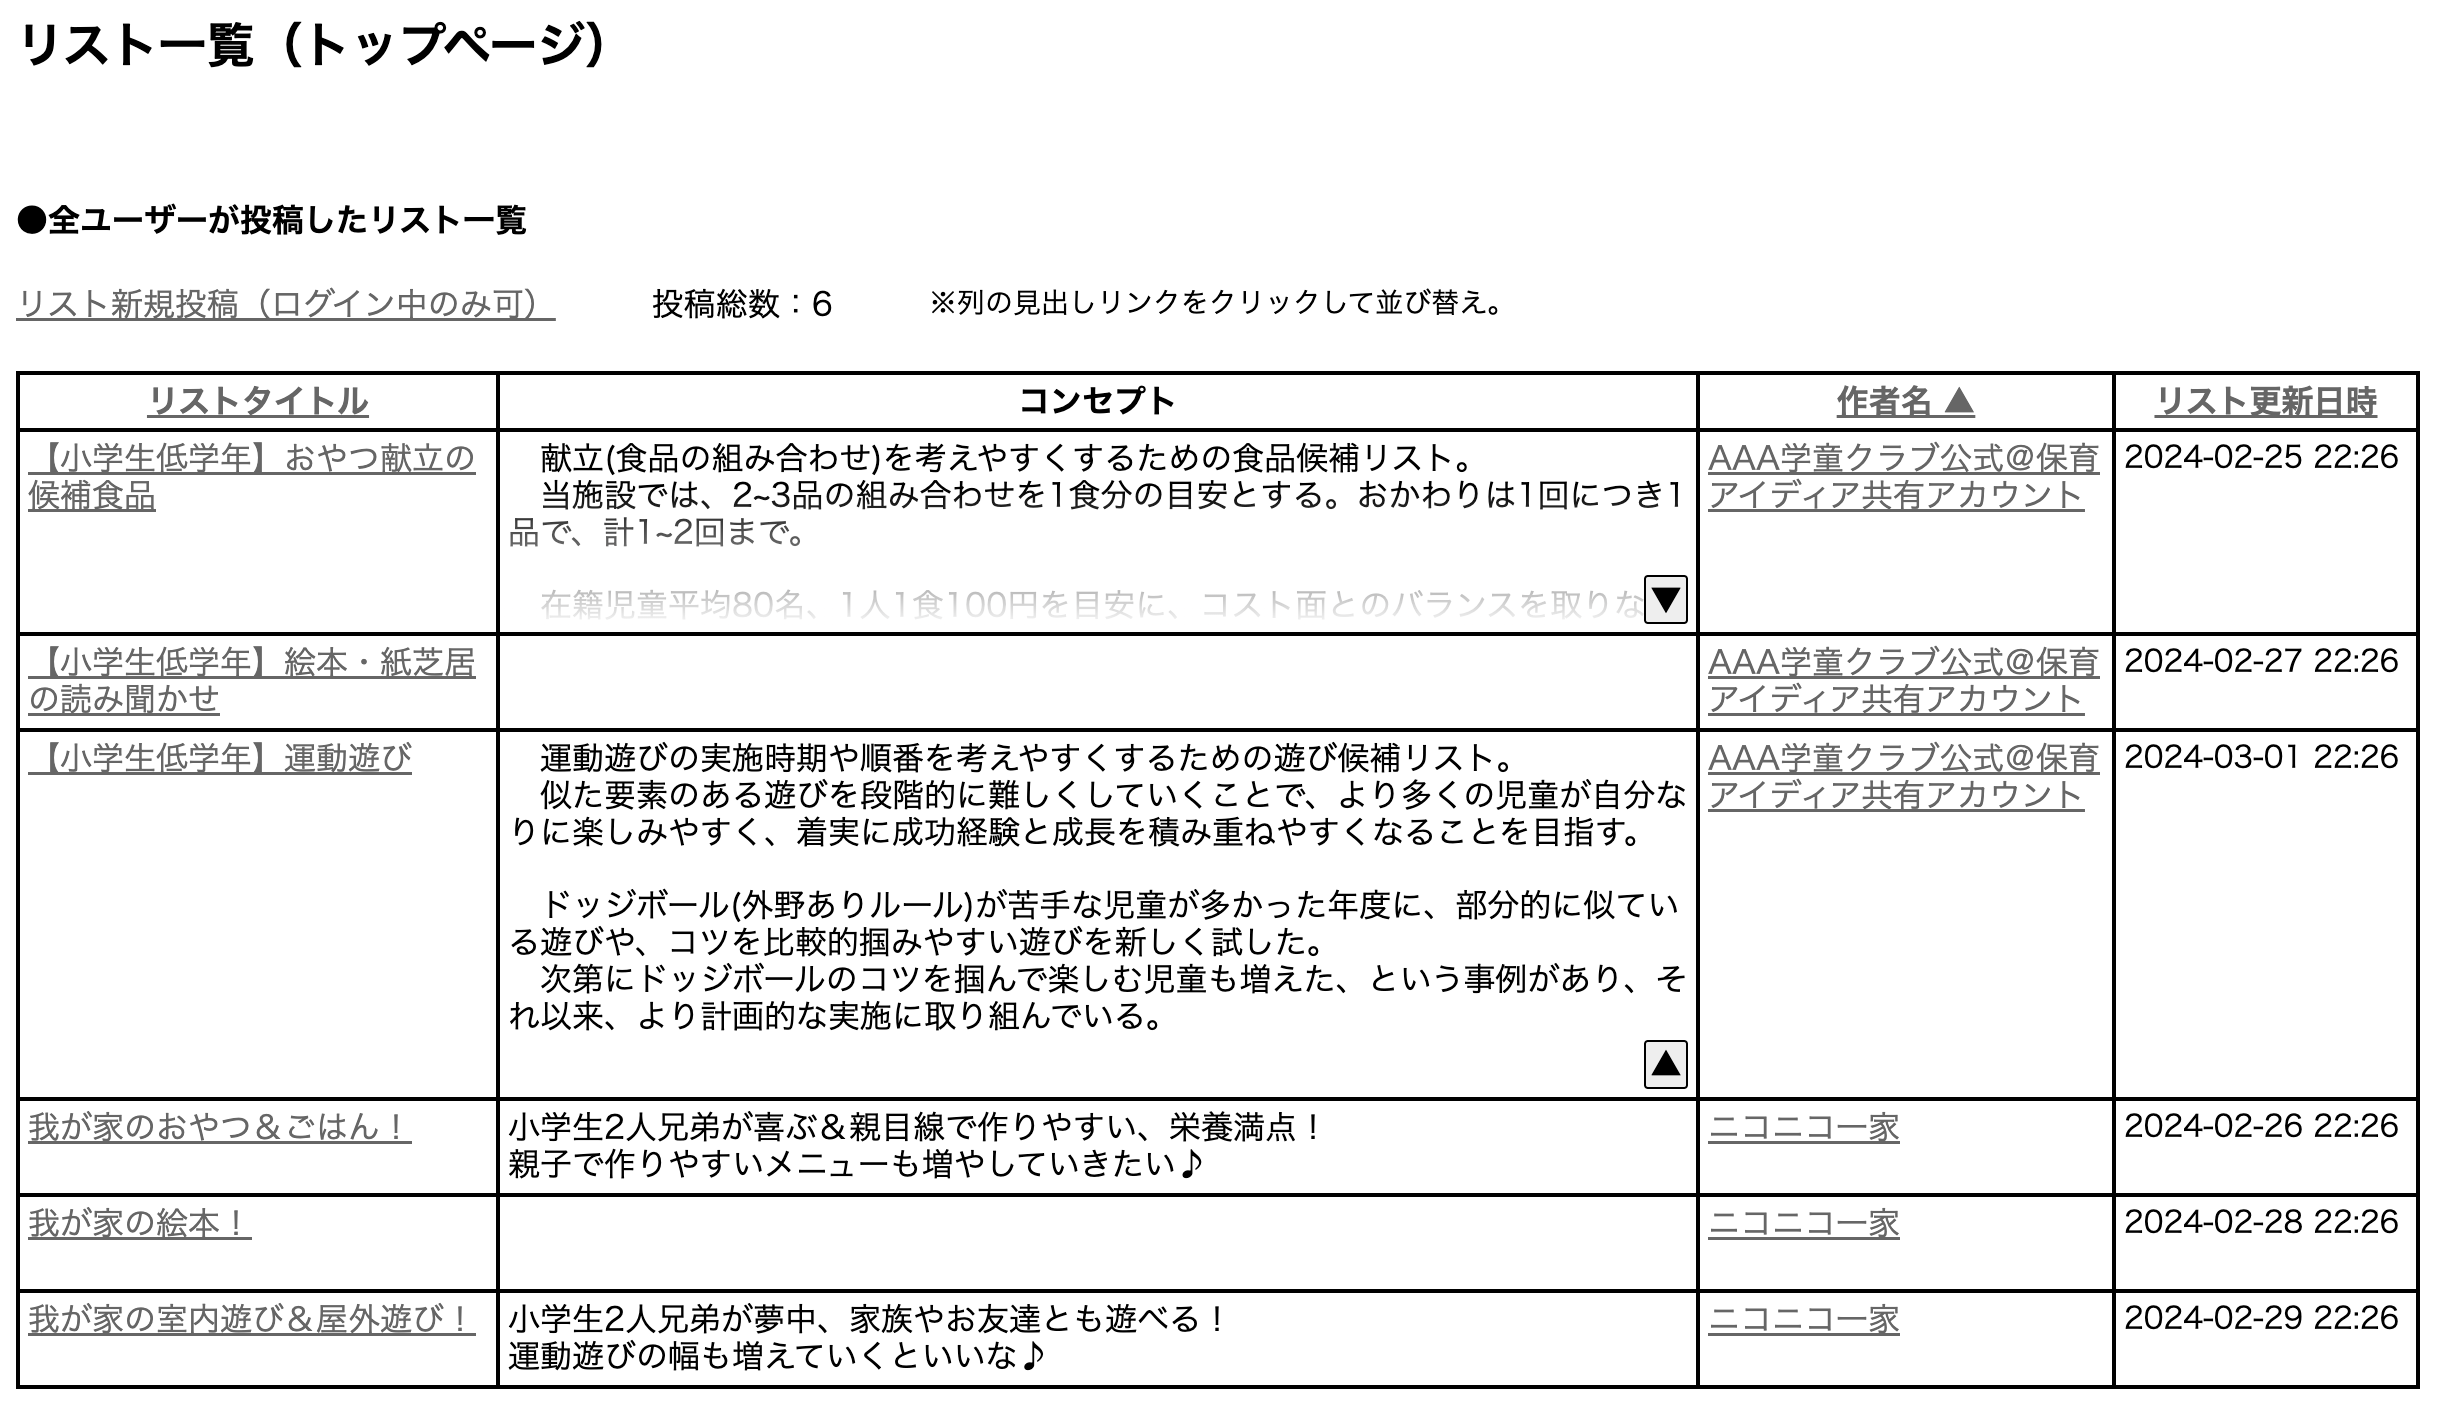 リスト一覧（トップページ）
●全ユーザーが投稿したリスト一覧
リスト新規投稿（ログイン中のみ可）　投稿総数：6　※列の見出しリンクをクリックして並び替え。
リストタイトル　コンセプト　作者名 ▲　リスト更新日時
【小学生低学年】おやつ献立の
候補食品
　献立(食品の組み合わせ)を考えやすくするための食品候補リスト。
　当施設では、2~3品の組み合わせを1食分の目安とする。おかわりは1回につき1
品で、計1~2回まで。
　在籍児童平均80名、1人1食100円を目安に、コスト面とのバランスを取りな
▼
AAA学童クラブ公式＠保育
アイディア共有アカウント
2024-02-25 22:26
【小学生低学年】絵本・紙芝居
の読み聞かせ
AAA学童クラブ公式＠保育
アイディア共有アカウント
2024-02-27 22:26
【小学生低学年】運動遊び
　運動遊びの実施時期や順番を考えやすくするための遊び候補リスト。
　似た要素のある遊びを段階的に難しくしていくことで、より多くの児童が自分な
りに楽しみやすく、着実に成功経験と成長を積み重ねやすくなることを目指す。
　ドッジボール(外野ありルール)が苦手な児童が多かった年度に、部分的に似てい
る遊びや、コツを比較的掴みやすい遊びを新しく試した。
　次第にドッジボールのコツを掴んで楽しむ児童も増えた、という事例があり、そ
れ以来、より計画的な実施に取り組んでいる。
▲
AAA学童クラブ公式＠保育
アイディア共有アカウント
2024-03-01 22:26
我が家のおやつ＆ごはん！
小学生2人兄弟が喜ぶ＆親目線で作りやすい、栄養満点！
親子で作りやすいメニューも増やしていきたい♪
ニコニコ一家
2024-02-26 22:26
我が家の絵本！
ニコニコ一家
2024-02-28 22:26
我が家の室内遊び＆屋外遊び！
小学生2人兄弟が夢中、家族やお友達とも遊べる！
運動遊びの幅も増えていくといいな♪
ニコニコ一家
2024-02-29 22:26